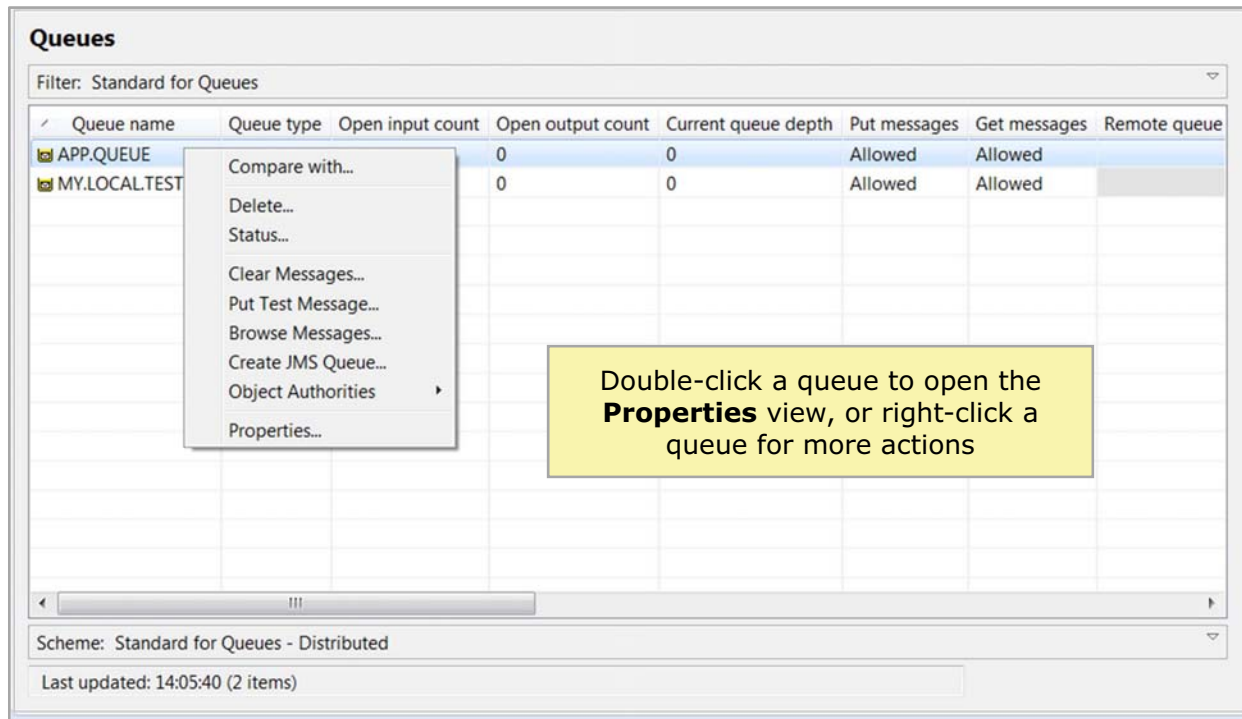 Queues
Filter: Standard for Queues
Queue name Queue type Open input count Open output count Current queue depth Put messages Get messages Remote queue
APP.QUEUE 0 0 Allowed Allowed
MY.LOCAL.TEST 0 0 Allowed Allowed
Compare with...
Delete...
Status...
Clear Messages...
Put Test Message...
Browse Messages...
Create JMS Queue...
Object Authorities
Properties...
Double-click a queue to open the
Properties view, or right-click a
queue for more actions
Scheme: Standard for Queues - Distributed
Last updated: 14:05:40 (2 items)